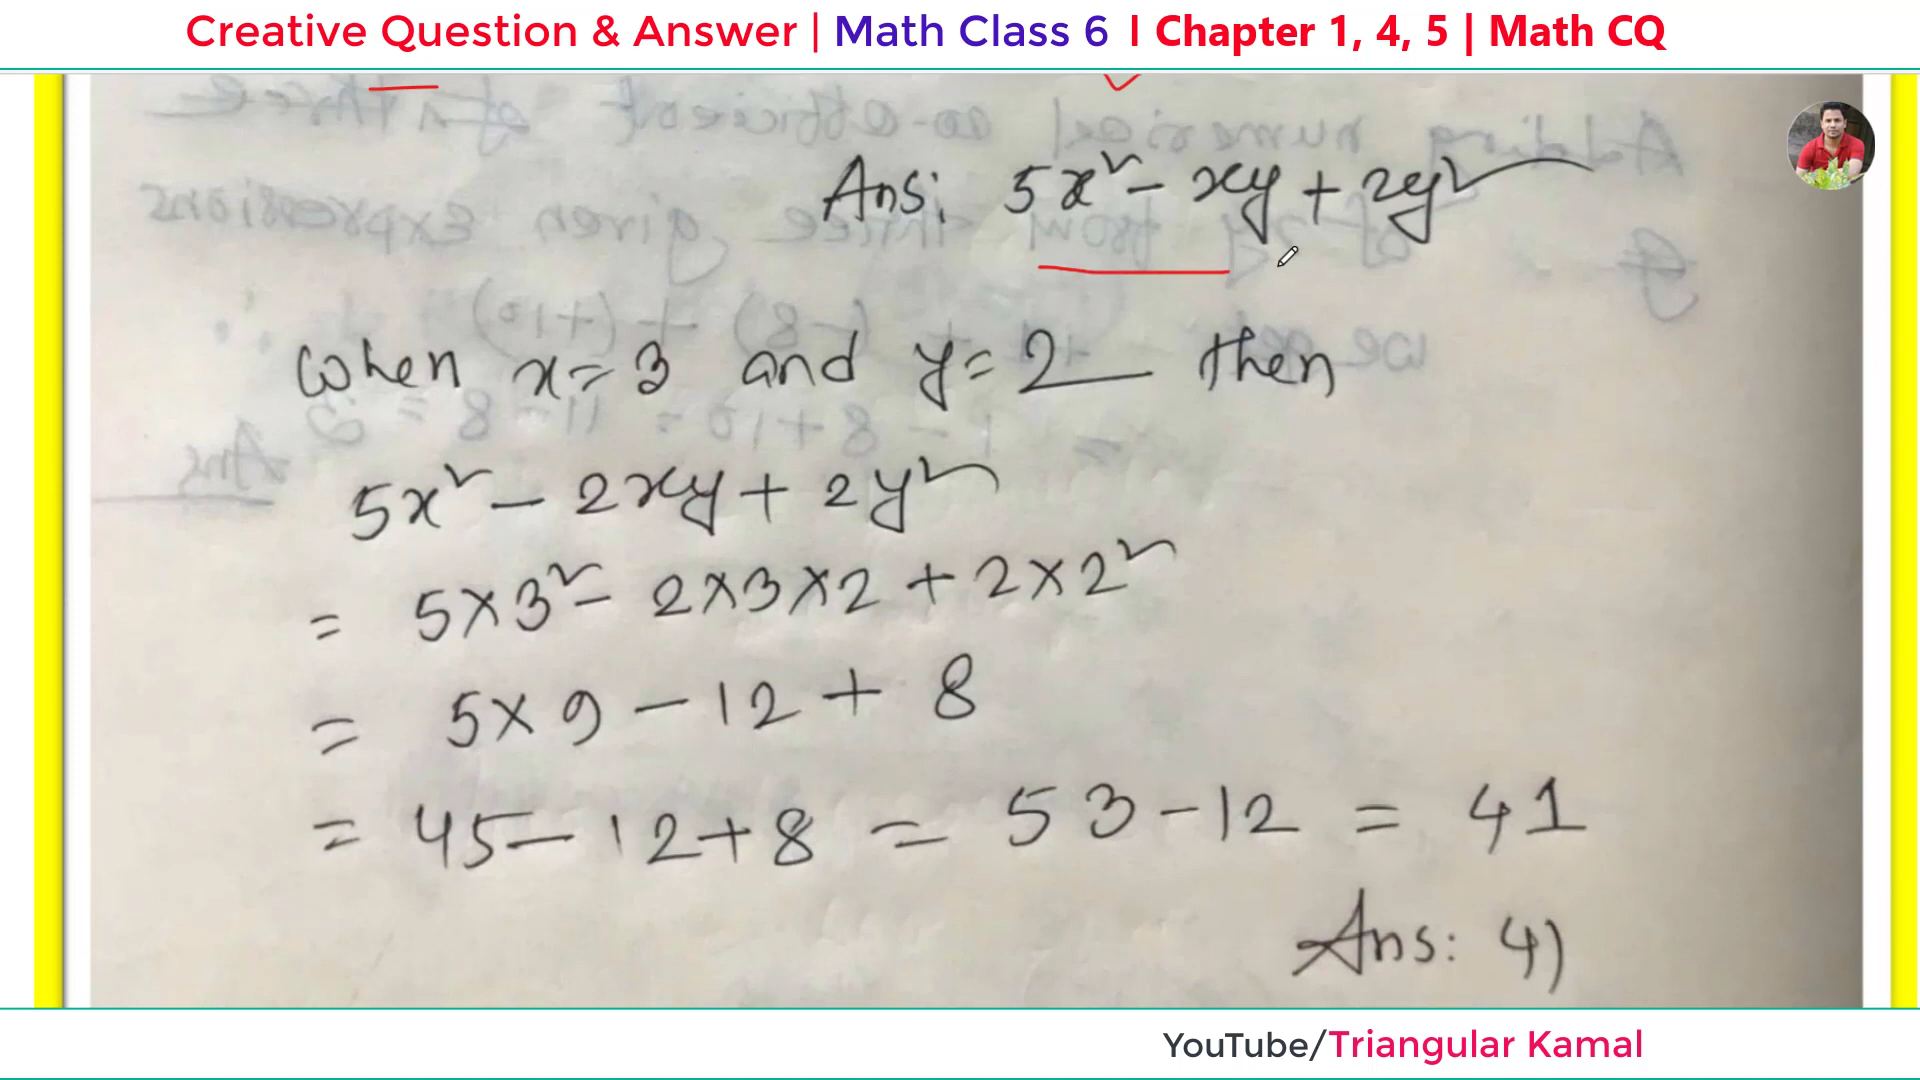 Creative Question & Answer | Math Class 6 I Chapter 1, 4, 5 | Math CQ
Ans: 5x² - xy + 2y²
When x = 3 and y = 2 then
5x² - 2xy + 2y²
= 5×3² - 2×3×2 + 2×2²
= 5×9 - 12 + 8
= 45 - 12 + 8 = 53 - 12 = 41
Ans: 41
YouTube/Triangular Kamal